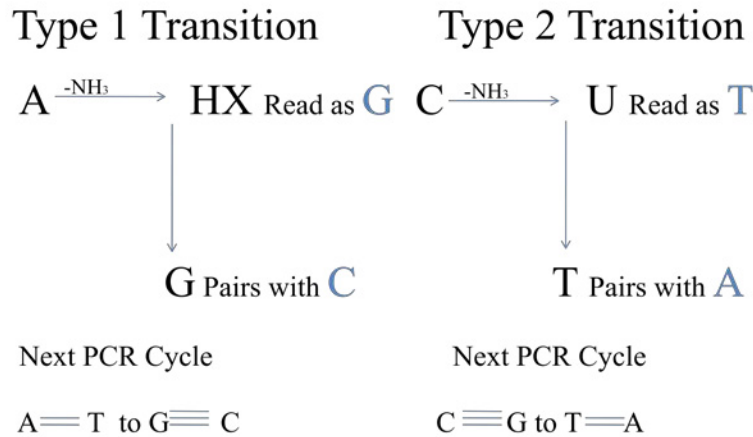 Type 1 Transition
A -NH₃ HX Read as G
G Pairs with C
Next PCR Cycle
A T to G C
Type 2 Transition
C -NH₃ U Read as T
T Pairs with A
Next PCR Cycle
C G to T A